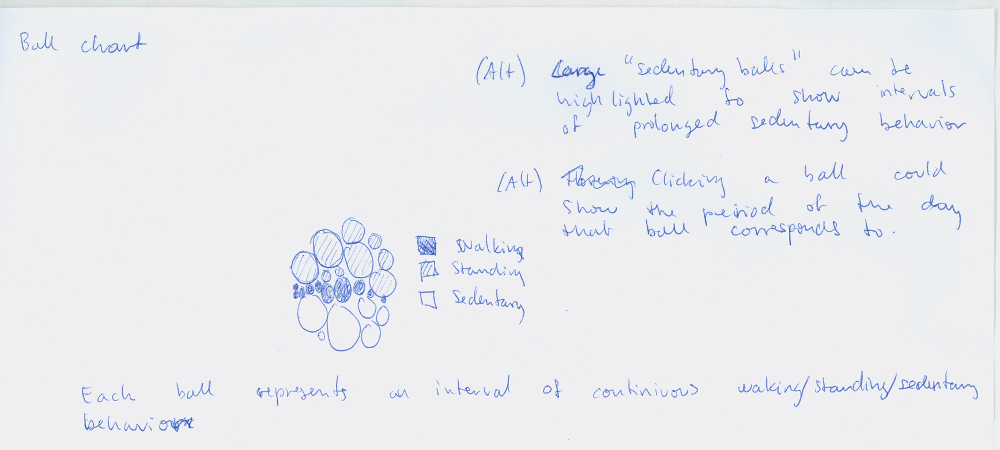 Ball chart
(Alt) Large "sedentary balls" can be
highlighted to show intervals
of prolonged sedentary behavior
(Alt) Clicking a ball could
show the period of the day
that ball corresponds to.
Walking
Standing
Sedentary
Each ball represents an interval of continivous waking/standing/sedentary
behavior